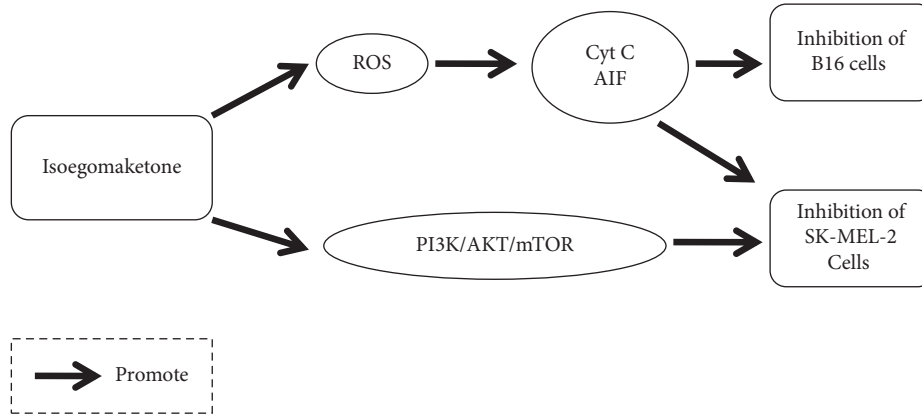 Isoegomaketone
ROS
Cyt C
AIF
Inhibition of
B16 cells
PI3K/AKT/mTOR
Inhibition of
SK-MEL-2
Cells
Promote